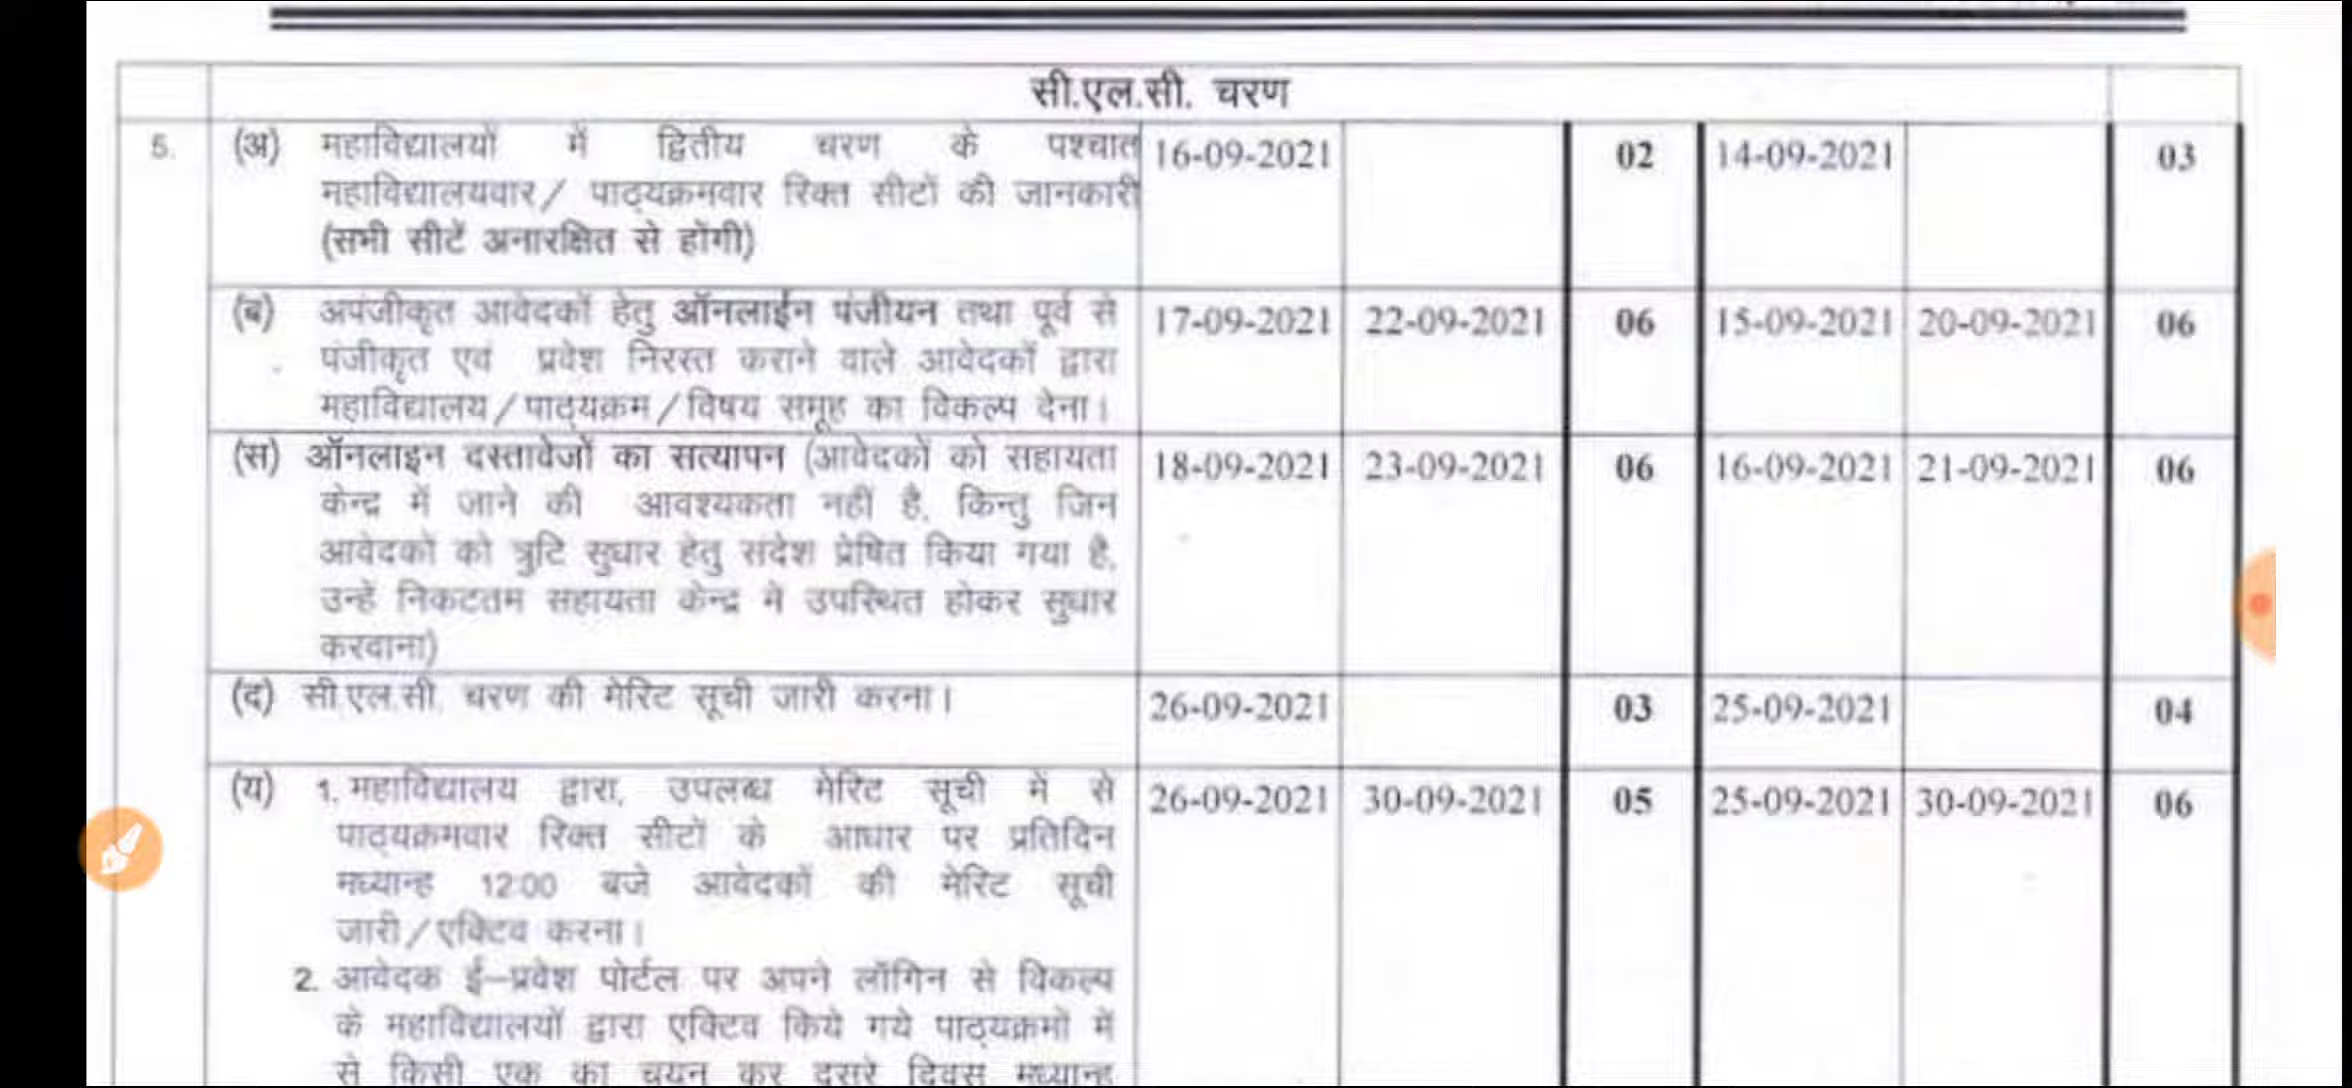 सी.एल.सी. चरण
5. (अ) महाविद्यालयों में द्वितीय चरण के पश्चात 16-09-2021 02 14-09-2021 03
महाविद्यालयवार/ पाठ्यक्रमवार रिक्त सीटों की जानकारी
(सभी सीटें अनारक्षित से होंगी)
(ब) अपंजीकृत आवेदकों हेतु ऑनलाईन पंजीयन तथा पूर्व से 17-09-2021 22-09-2021 06 15-09-2021 20-09-2021 06
पंजीकृत एवं प्रवेश निरस्त कराने वाले आवेदकों द्वारा
महाविद्यालय/पाठ्यक्रम/विषय समूह का विकल्प देना।
(स) ऑनलाइन दस्तावेजों का सत्यापन (आवेदकों को सहायता 18-09-2021 23-09-2021 06 16-09-2021 21-09-2021 06
केन्द्र में जाने की आवश्यकता नहीं है, किन्तु जिन
आवेदकों को त्रुटि सुधार हेतु संदेश प्रेषित किया गया है,
उन्हें निकटतम सहायता केन्द्र में उपस्थित होकर सुधार
करवाना)
(द) सी.एल.सी. चरण की मेरिट सूची जारी करना। 26-09-2021 03 25-09-2021 04
(य) 1. महाविद्यालय द्वारा, उपलब्ध मेरिट सूची में से 26-09-2021 30-09-2021 05 25-09-2021 30-09-2021 06
पाठ्यक्रमवार रिक्त सीटों के आधार पर प्रतिदिन
मध्यान्ह 12:00 बजे आवेदकों की मेरिट सूची
जारी/एक्टिव करना।
2. आवेदक ई-प्रवेश पोर्टल पर अपने लॉगिन से विकल्प
के महाविद्यालयों द्वारा एक्टिव किये गये पाठ्यक्रमों में
से किसी एक का चयन कर दूसरे दिवस मध्यान्ह